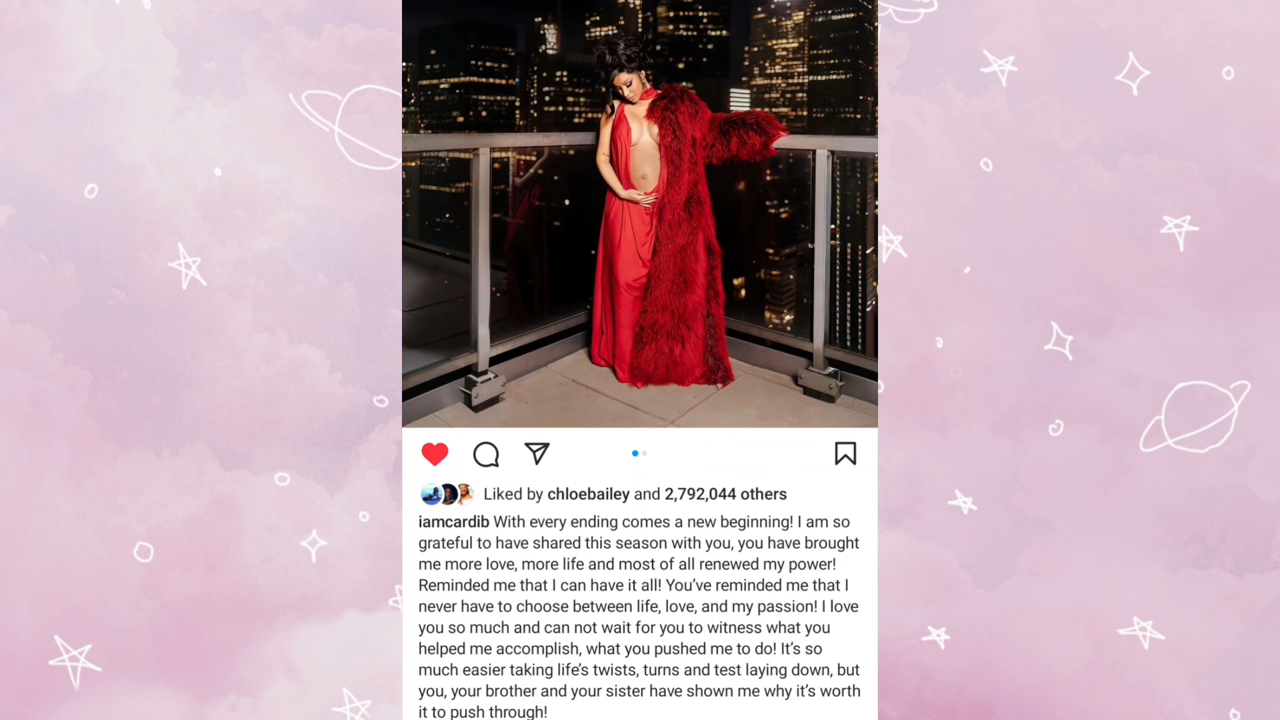 Liked by chloebailey and 2,792,044 others
iamcardib With every ending comes a new beginning! I am so
grateful to have shared this season with you, you have brought
me more love, more life and most of all renewed my power!
Reminded me that I can have it all! You’ve reminded me that I
never have to choose between life, love, and my passion! I love
you so much and can not wait for you to witness what you
helped me accomplish, what you pushed me to do! It’s so
much easier taking life’s twists, turns and test laying down, but
you, your brother and your sister have shown me why it’s worth
it to push through!